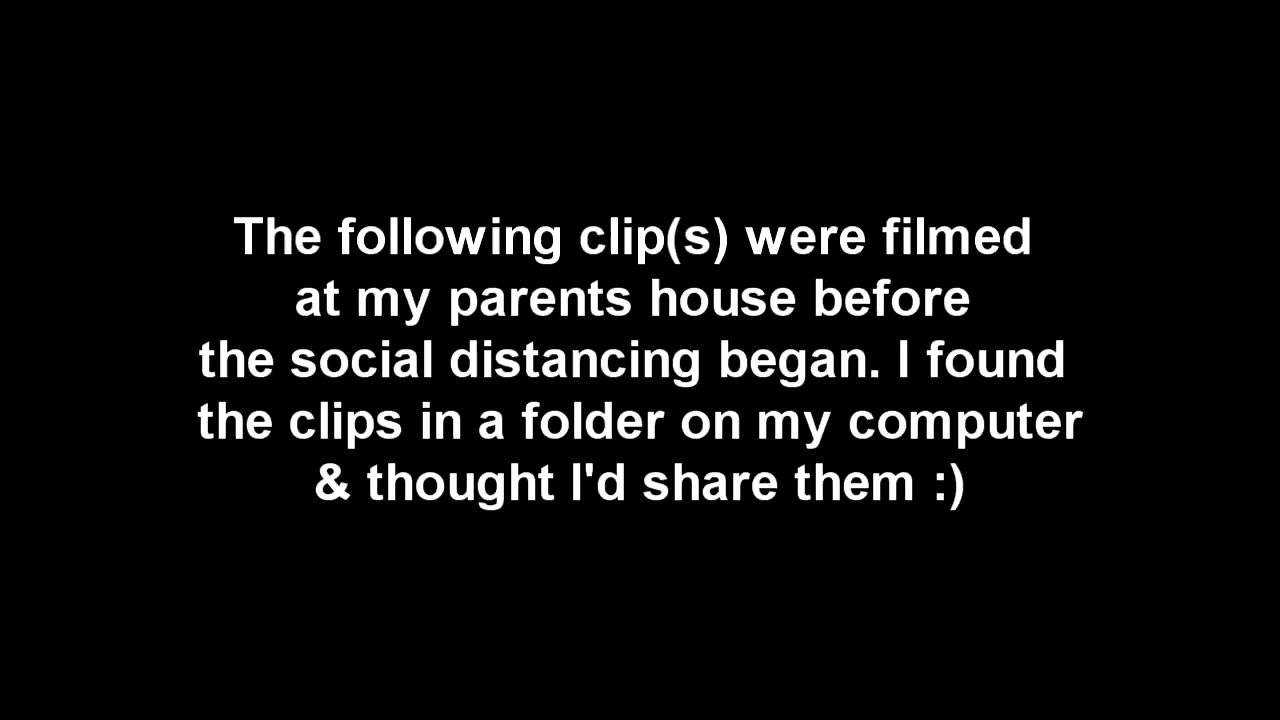 The following clip(s) were filmed
at my parents house before
the social distancing began. I found
the clips in a folder on my computer
& thought I'd share them :)